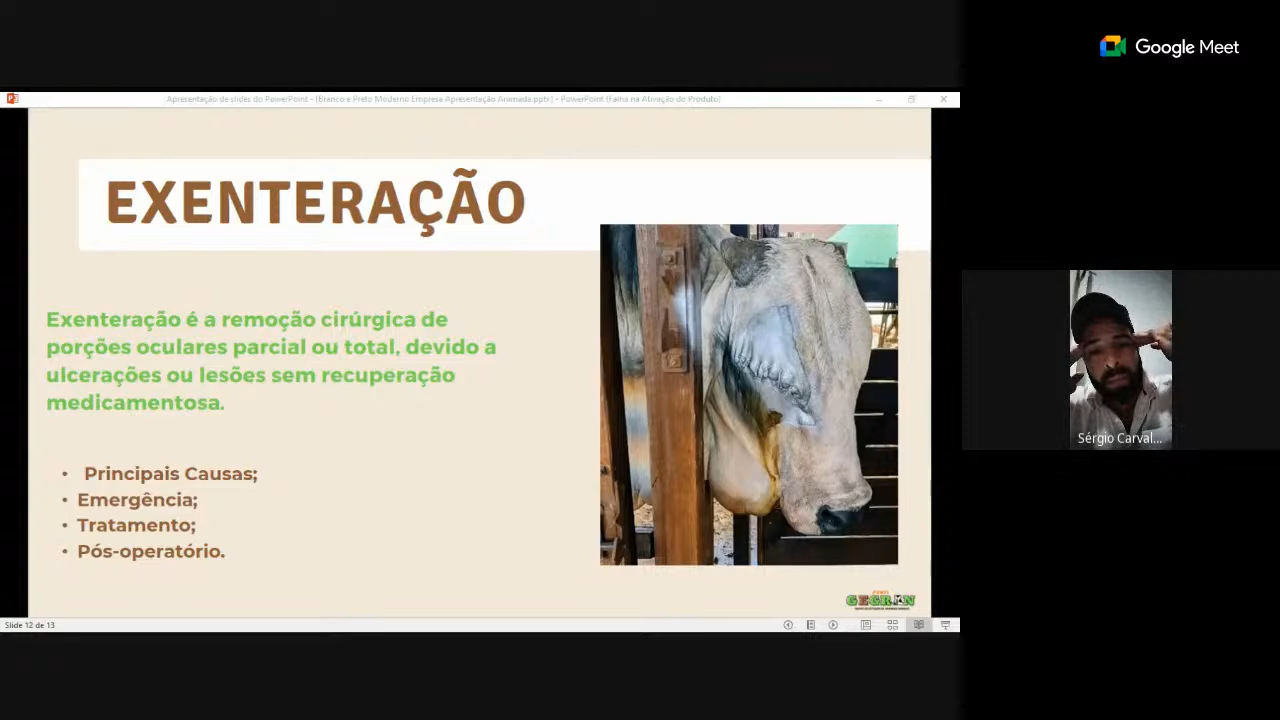 Google Meet
Apresentação de slides do PowerPoint - [Branco e Preto Moderno Empresa Apresentação Animada.pptx] - PowerPoint (Falha na Ativação do Produto)
EXENTERAÇÃO
Exenteração é a remoção cirúrgica de
porções oculares parcial ou total, devido a
ulcerações ou lesões sem recuperação
medicamentosa.
• Principais Causas;
• Emergência;
• Tratamento;
• Pós-operatório.
GEGRAN
Sérgio Carval...
Slide 12 de 13